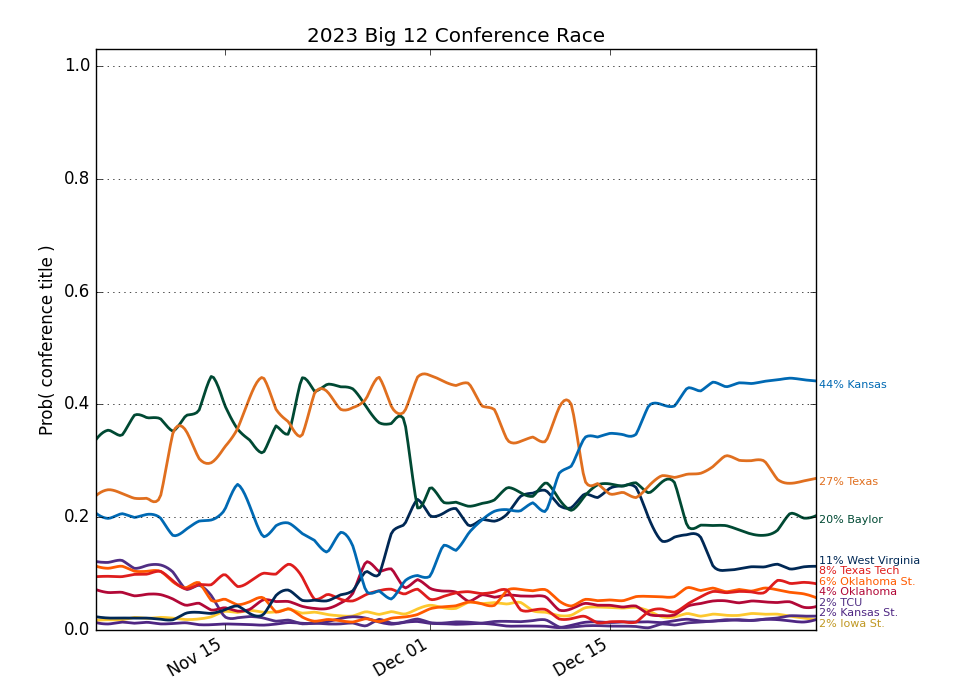 2023 Big 12 Conference Race
Prob( conference title )
1.0
0.8
0.6
0.4
0.2
0.0
Nov 15
Dec 01
Dec 15
44% Kansas
27% Texas
20% Baylor
11% West Virginia
8% Texas Tech
6% Oklahoma St.
4% Oklahoma
2% TCU
2% Kansas St.
2% Iowa St.